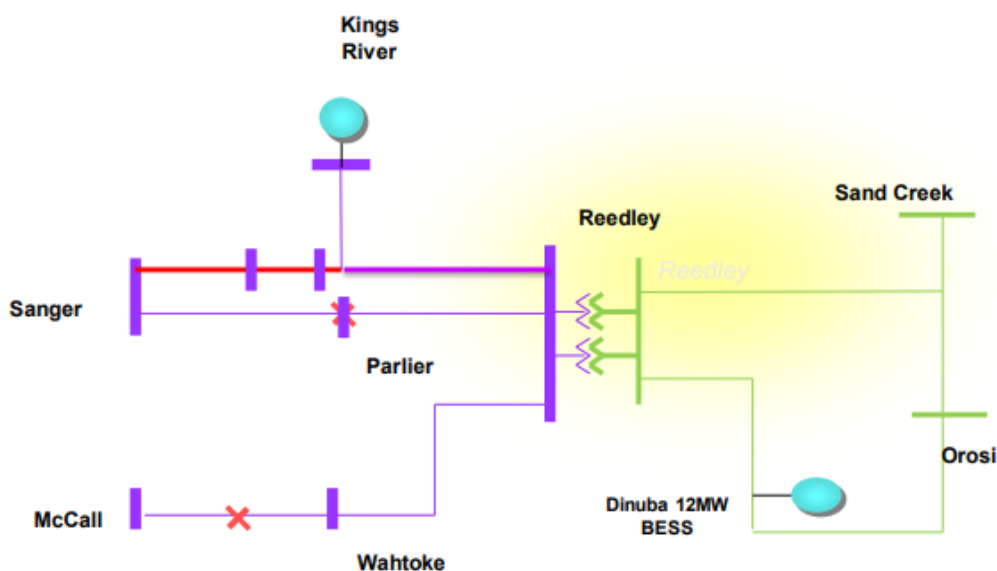 Kings
River
Sand Creek
Reedley
Reedley
Sanger
Parlier
Orosi
Dinuba 12MW
BESS
McCall
Wahtoke